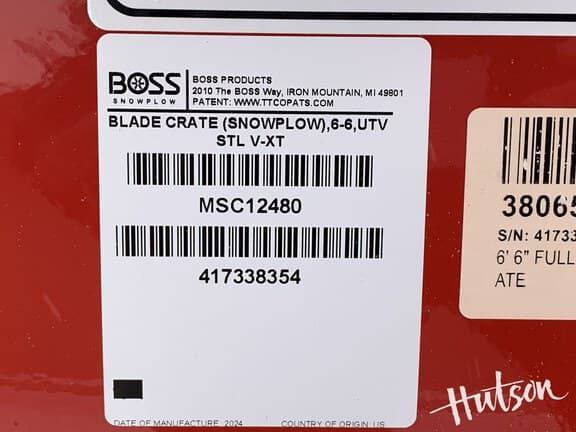 BOSS
SNOWPLOW
BOSS PRODUCTS
2010 The BOSS Way, IRON MOUNTAIN, MI 49801
PATENT: WWW.TTCOPATS.COM
BLADE CRATE (SNOWPLOW),6-6,UTV
STL V-XT
MSC12480
417338354
DATE OF MANUFACTURE 2024
COUNTRY OF ORIGIN US
38065
S/N: 41733
6' 6" FULL
ATE
Hutson